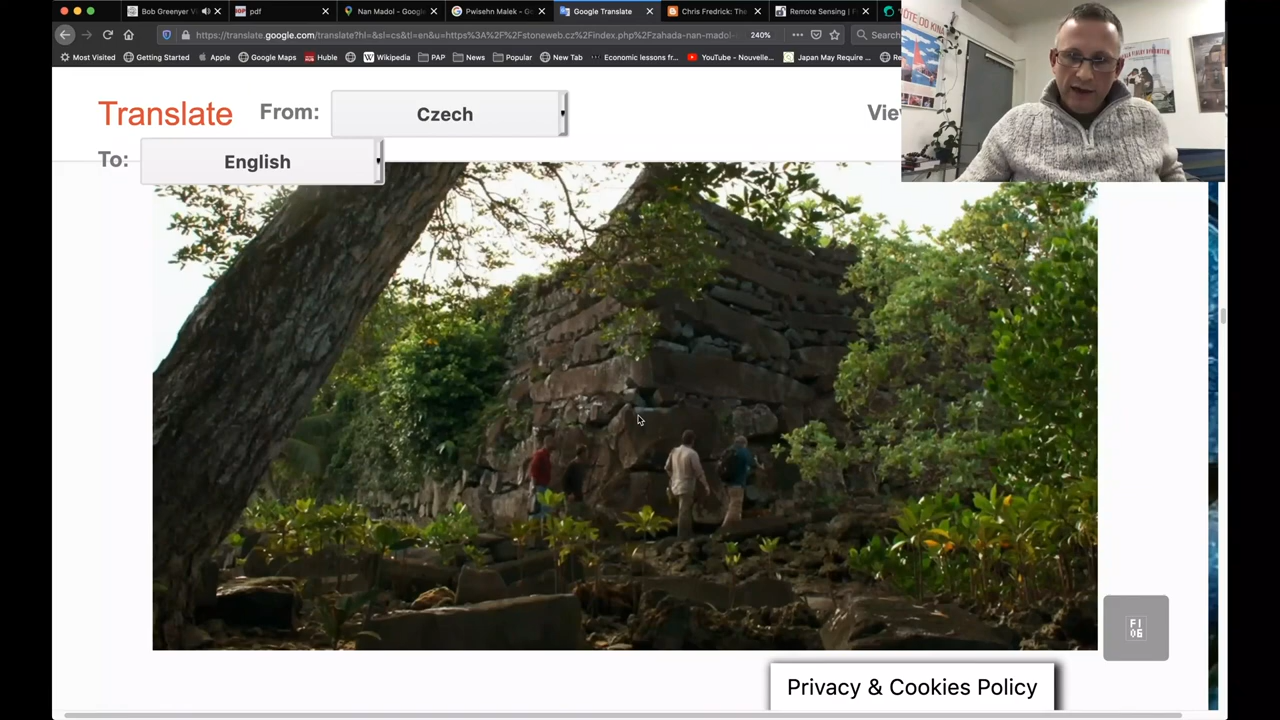 Bob Greenyer V
pdf
Nan Madol - Google
Pwisehn Malek - G
Google Translate
Chris Fredrick: The
Remote Sensing | F
https://translate.google.com/translate?hl=&sl=cs&tl=en&u=https%3A%2F%2Fstoneweb.cz%2Findex.php%2Fzahada-nan-madol-
240%
Search
Most Visited
Getting Started
Apple
Google Maps
Huble
Wikipedia
PAP
News
Popular
New Tab
Economic lessons fr
YouTube - Nouvelle
Japan May Require
Translate
From:
Czech
Vie
To:
English
Privacy & Cookies Policy